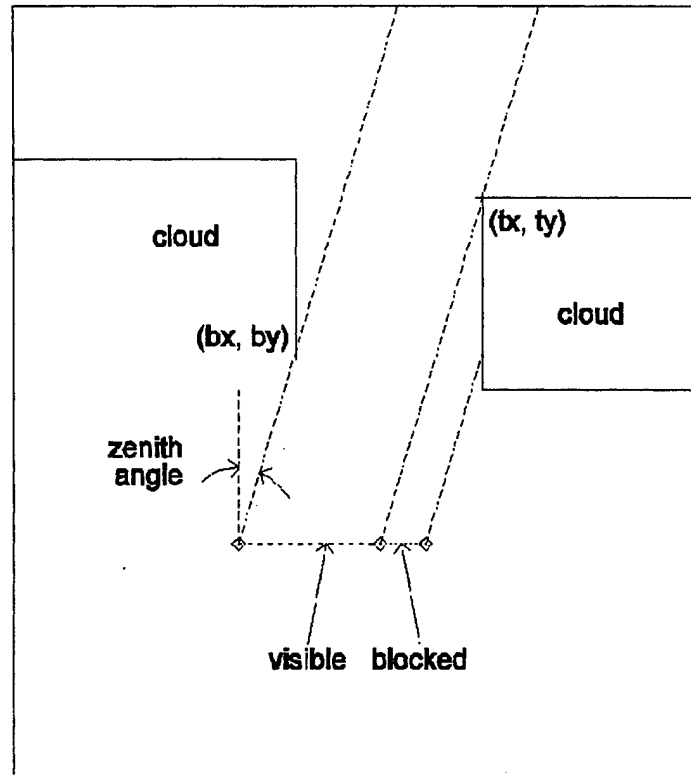 cloud
(tx, ty)
cloud
(bx, by)
zenith
angle
visible
blocked